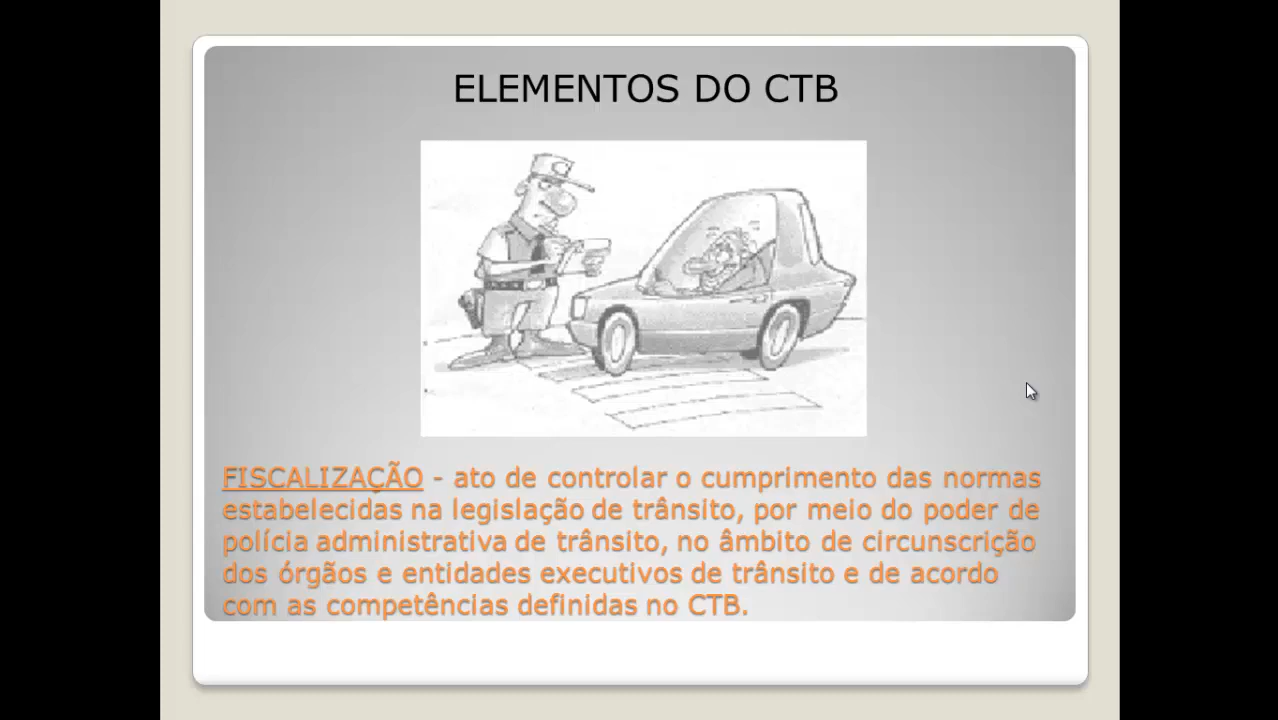 ELEMENTOS DO CTB
FISCALIZAÇÃO - ato de controlar o cumprimento das normas
estabelecidas na legislação de trânsito, por meio do poder de
polícia administrativa de trânsito, no âmbito de circunscrição
dos órgãos e entidades executivos de trânsito e de acordo
com as competências definidas no CTB.